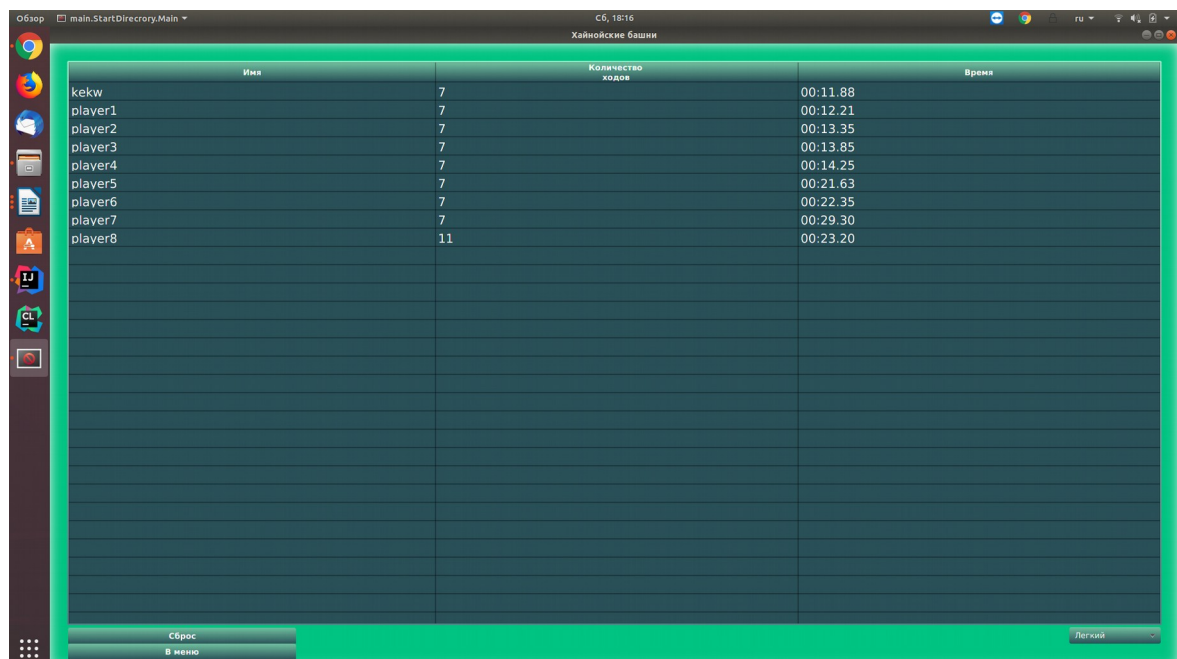 Обзор main.StartDirecrory.Main Сб, 18:16 ru
Хайнойские башни
Имя Количество ходов Время
kekw 7 00:11.88
player1 7 00:12.21
player2 7 00:13.35
player3 7 00:13.85
player4 7 00:14.25
player5 7 00:21.63
player6 7 00:22.35
player7 7 00:29.30
player8 11 00:23.20
IJ
CL
Сброс Легкий
В меню